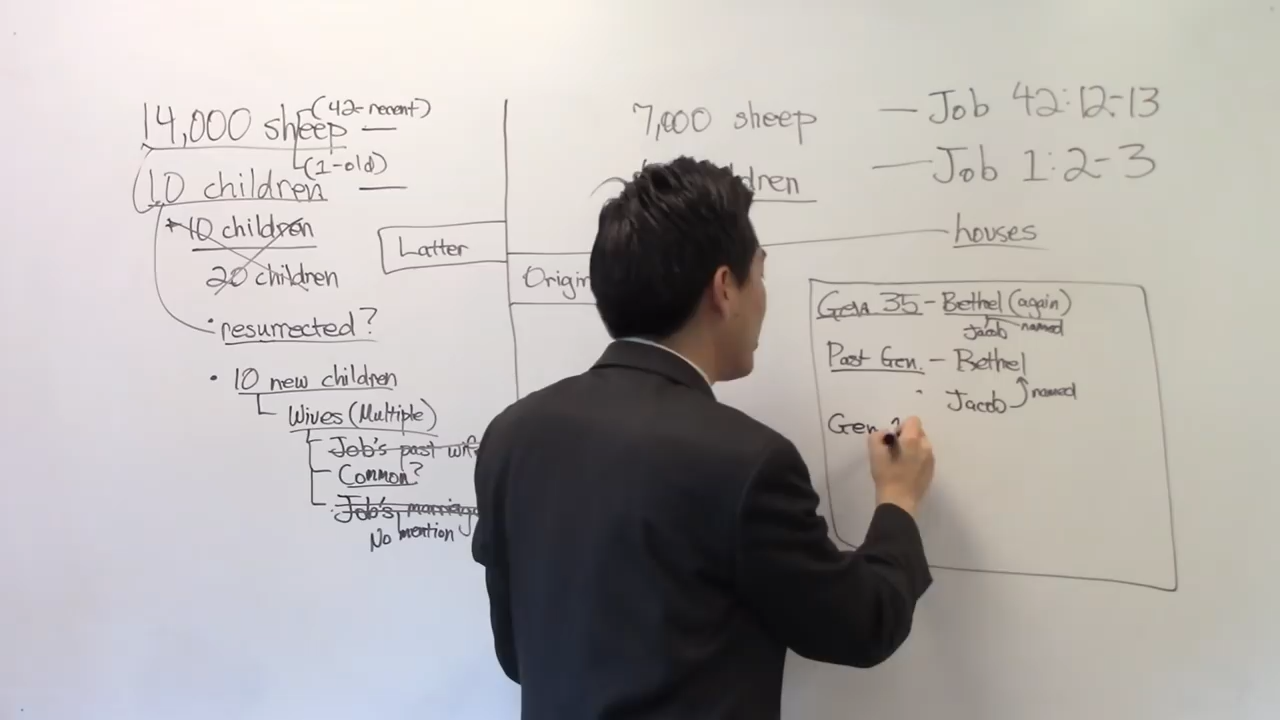 14,000 sheep —
(42-recent)
(1-old)
10 children —
10 children
20 children
• resurrected?
• 10 new children
Wives (Multiple)
Job's past
Common?
Job's
No mention
Latter
7,000 sheep
— Job 42:12-13
— Job 1:2-3
houses
Gen 35 - Bethel (again)
Jacob named
Past Gen. - Bethel
Jacob named
Gen